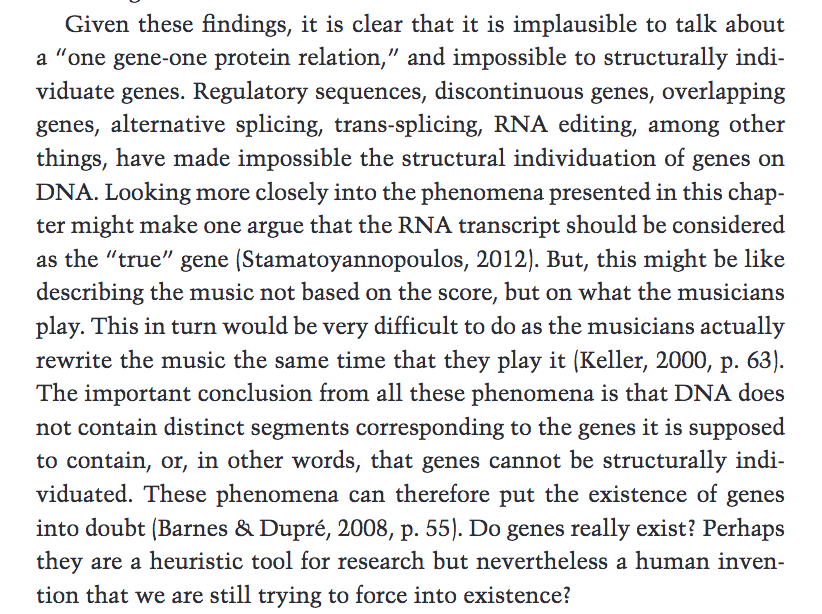 Given these findings, it is clear that it is implausible to talk about
a “one gene-one protein relation,” and impossible to structurally indi-
viduate genes. Regulatory sequences, discontinuous genes, overlapping
genes, alternative splicing, trans-splicing, RNA editing, among other
things, have made impossible the structural individuation of genes on
DNA. Looking more closely into the phenomena presented in this chap-
ter might make one argue that the RNA transcript should be considered
as the “true” gene (Stamatoyannopoulos, 2012). But, this might be like
describing the music not based on the score, but on what the musicians
play. This in turn would be very difficult to do as the musicians actually
rewrite the music the same time that they play it (Keller, 2000, p. 63).
The important conclusion from all these phenomena is that DNA does
not contain distinct segments corresponding to the genes it is supposed
to contain, or, in other words, that genes cannot be structurally indi-
viduated. These phenomena can therefore put the existence of genes
into doubt (Barnes & Dupré, 2008, p. 55). Do genes really exist? Perhaps
they are a heuristic tool for research but nevertheless a human inven-
tion that we are still trying to force into existence?